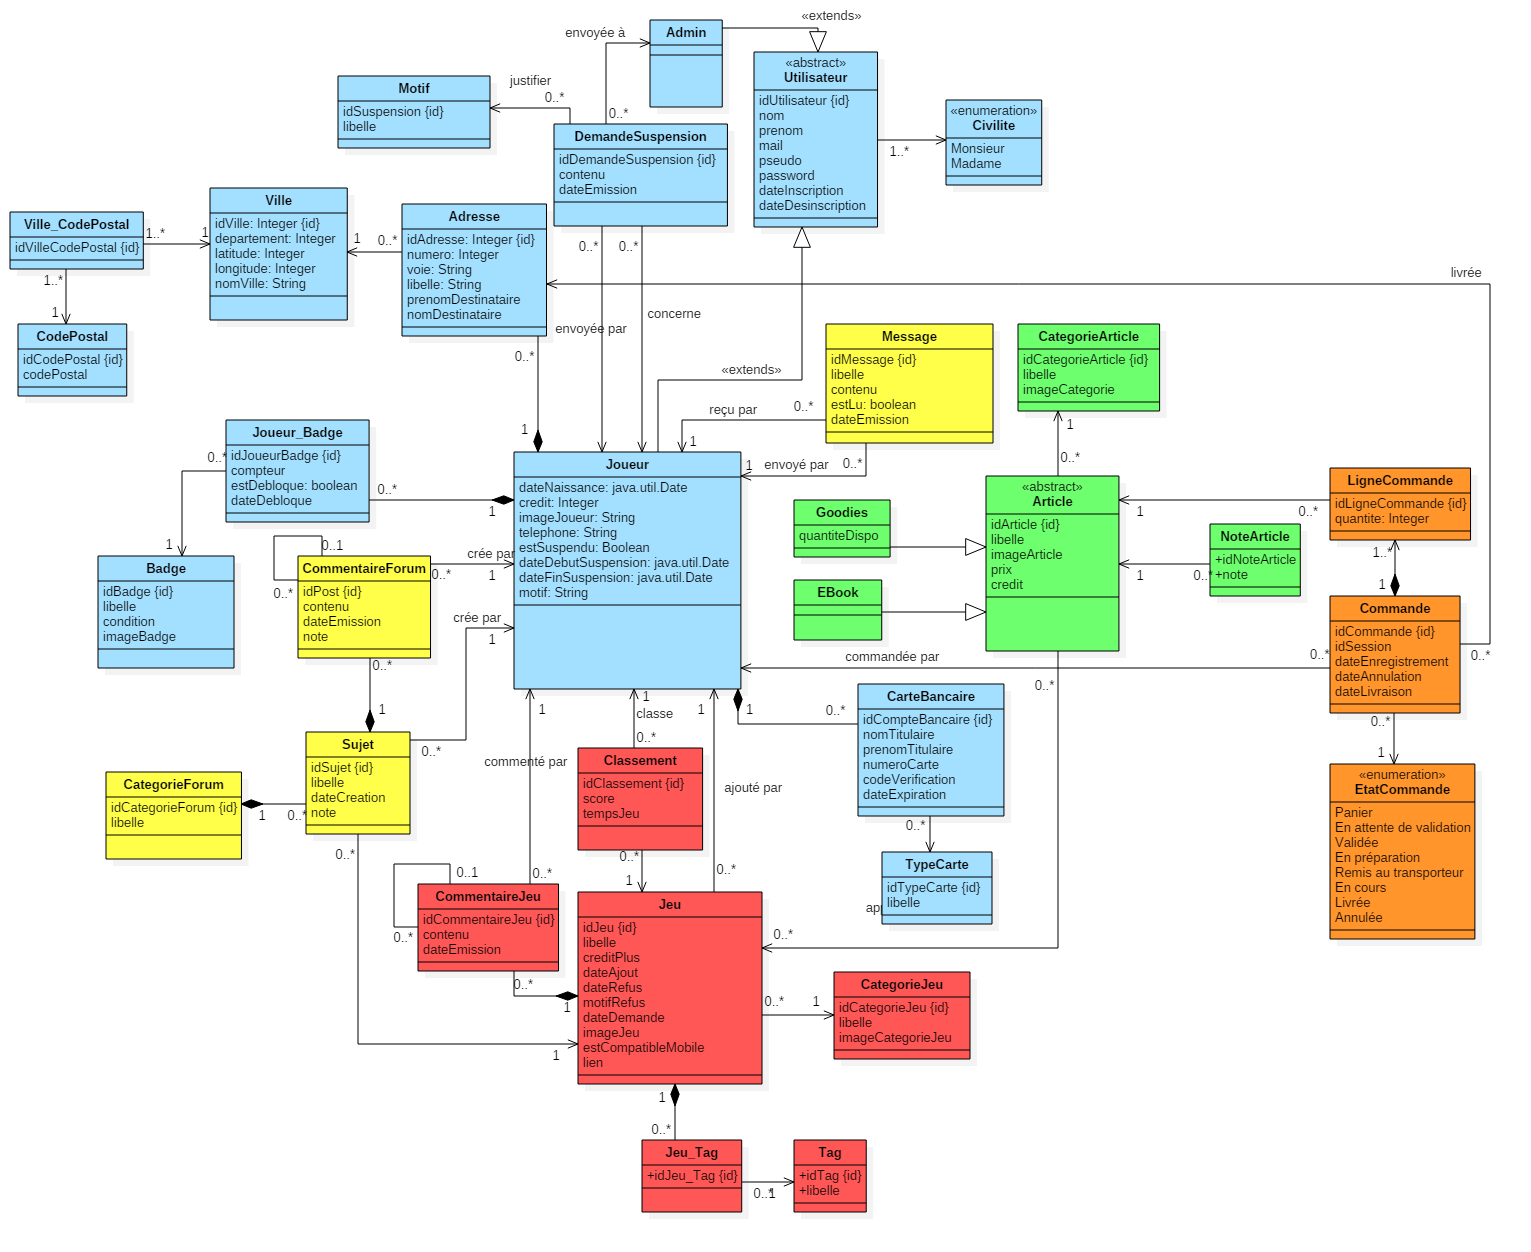 «extends»
envoyée à
Admin
0..*
«abstract»
Utilisateur
idUtilisateur {id}
nom
prenom
mail
pseudo
password
dateInscription
dateDesinscription
1..*
«enumeration»
Civilite
Monsieur
Madame
Motif
idSuspension {id}
libelle
justifier
0..*
DemandeSuspension
idDemandeSuspension {id}
contenu
dateEmission
0..*
0..*
envoyée par
concerne
Ville_CodePostal
idVilleCodePostal {id}
1..*
1
1..*
1
Ville
idVille: Integer {id}
departement: Integer
latitude: Integer
longitude: Integer
nomVille: String
1
0..*
Adresse
idAdresse: Integer {id}
numero: Integer
voie: String
libelle: String
prenomDestinataire
nomDestinataire
0..*
1
CodePostal
idCodePostal {id}
codePostal
livrée
«extends»
Message
idMessage {id}
libelle
contenu
estLu: boolean
dateEmission
reçu par
0..*
1
envoyé par
0..*
1
CategorieArticle
idCategorieArticle {id}
libelle
imageCategorie
1
0..*
Joueur_Badge
idJoueurBadge {id}
compteur
estDebloque: boolean
dateDebloque
0..*
1
0..*
1
Badge
idBadge {id}
libelle
condition
imageBadge
Joueur
dateNaissance: java.util.Date
credit: Integer
imageJoueur: String
telephone: String
estSuspendu: Boolean
dateDebutSuspension: java.util.Date
dateFinSuspension: java.util.Date
motif: String
Goodies
quantiteDispo
EBook
«abstract»
Article
idArticle {id}
libelle
imageArticle
prix
credit
LigneCommande
idLigneCommande {id}
quantite: Integer
1
0..*
NoteArticle
+idNoteArticle
+note
1
0..*
1..*
1
Commande
idCommande {id}
idSession
dateEnregistrement
dateAnnulation
dateLivraison
0..*
commandée par
0..*
0..*
1
«enumeration»
EtatCommande
Panier
En attente de validation
Validée
En préparation
Remis au transporteur
En cours
Livrée
Annulée
0..1
0..*
CommentaireForum
idPost {id}
contenu
dateEmission
note
crée par
0..*
1
0..*
1
crée par
1
0..*
Sujet
idSujet {id}
libelle
dateCreation
note
CategorieForum
idCategorieForum {id}
libelle
1
0..*
0..*
1
1
commenté par
0..*
1
classe
0..*
1
ajouté par
0..*
1
0..*
CarteBancaire
idCompteBancaire {id}
nomTitulaire
prenomTitulaire
numeroCarte
codeVerification
dateExpiration
0..*
TypeCarte
idTypeCarte {id}
libelle
0..*
0..*
Classement
idClassement {id}
score
tempsJeu
0..*
1
0..1
0..*
CommentaireJeu
idCommentaireJeu {id}
contenu
dateEmission
0..*
1
Jeu
idJeu {id}
libelle
creditPlus
dateAjout
dateRefus
motifRefus
dateDemande
imageJeu
estCompatibleMobile
lien
0..*
1
CategorieJeu
idCategorieJeu {id}
libelle
imageCategorieJeu
1
0..*
Jeu_Tag
+idJeu_Tag {id}
0..*
1
Tag
+idTag {id}
+libelle